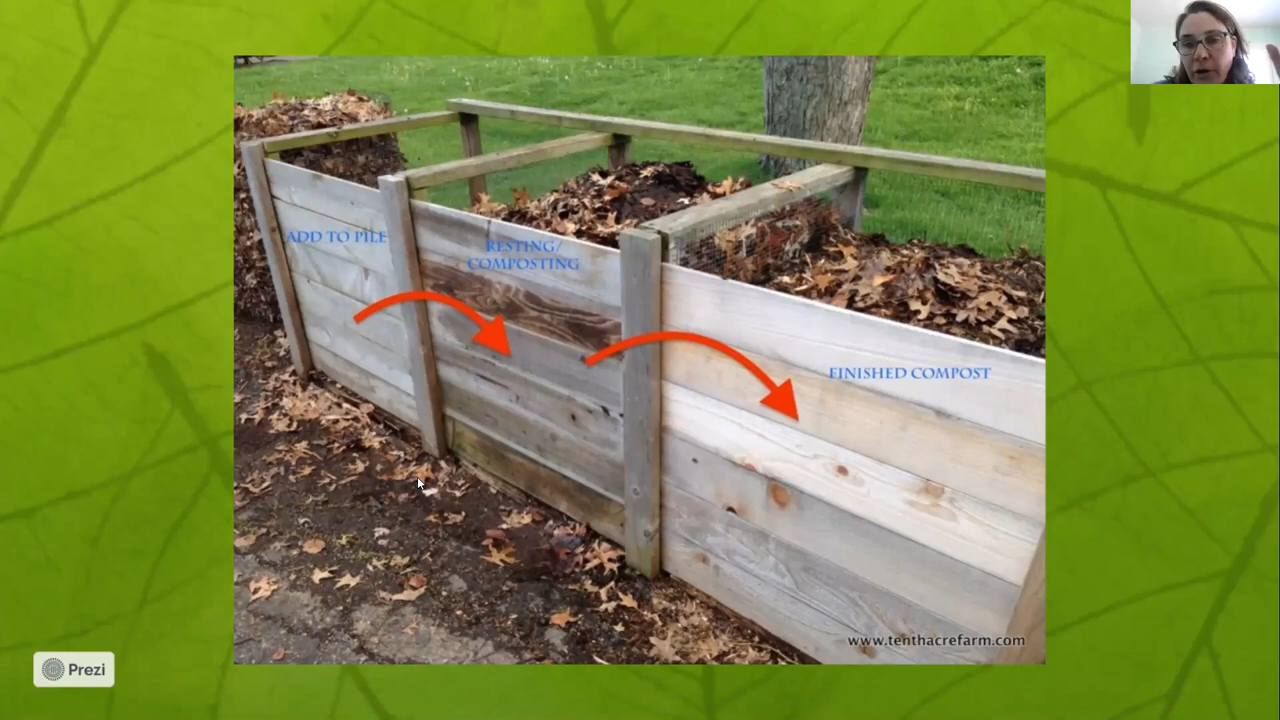 ADD TO PILE
RESTING/
COMPOSTING
FINISHED COMPOST
www.tenthacrefarm.com
Prezi